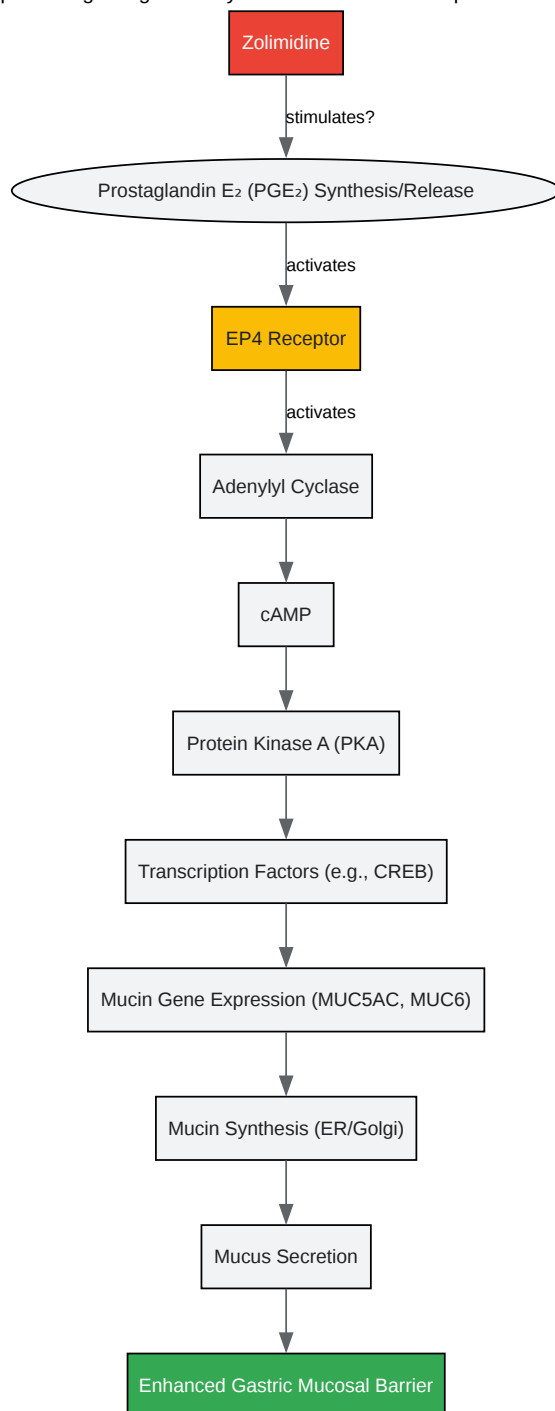 Zolimidine
stimulates?
Prostaglandin E₂ (PGE₂) Synthesis/Release
activates
EP4 Receptor
activates
Adenylyl Cyclase
cAMP
Protein Kinase A (PKA)
Transcription Factors (e.g., CREB)
Mucin Gene Expression (MUC5AC, MUC6)
Mucin Synthesis (ER/Golgi)
Mucus Secretion
Enhanced Gastric Mucosal Barrier